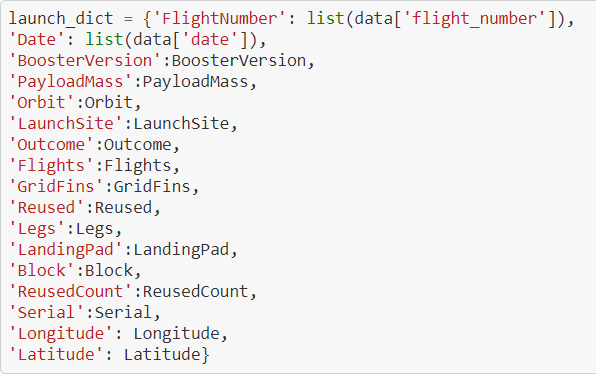 launch_dict = {'FlightNumber': list(data['flight_number']),
'Date': list(data['date']),
'BoosterVersion':BoosterVersion,
'PayloadMass':PayloadMass,
'Orbit':Orbit,
'LaunchSite':LaunchSite,
'Outcome':Outcome,
'Flights':Flights,
'GridFins':GridFins,
'Reused':Reused,
'Legs':Legs,
'LandingPad':LandingPad,
'Block':Block,
'ReusedCount':ReusedCount,
'Serial':Serial,
'Longitude': Longitude,
'Latitude': Latitude}